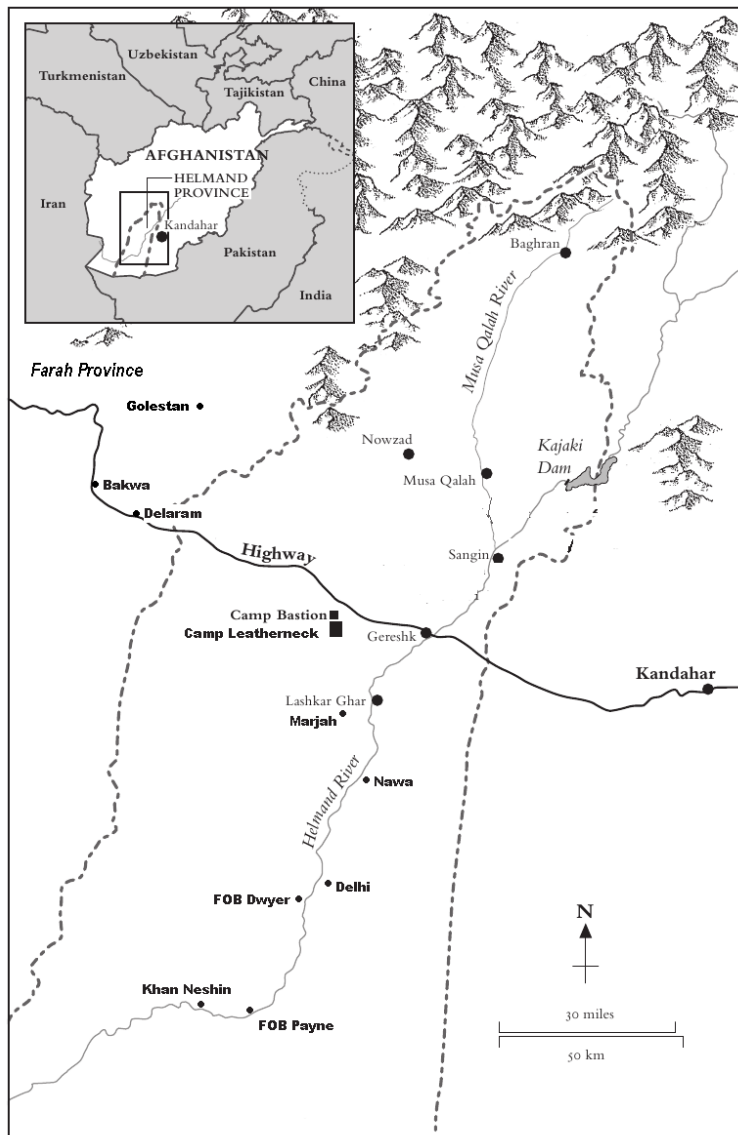 Uzbekistan
Turkmenistan
China
Tajikistan
AFGHANISTAN
HELMAND
PROVINCE
Iran
Kandahar
Pakistan
India
Baghran
Musa Qalah River
Farah Province
Golestan
Nowzad
Kajaki
Dam
Musa Qalah
Bakwa
Delaram
Highway
Sangin
Camp Bastion
Camp Leatherneck
Gereshk
Kandahar
Lashkar Ghar
Marjah
Helmand River
Nawa
Delhi
FOB Dwyer
N
Khan Neshin
FOB Payne
30 miles
50 km